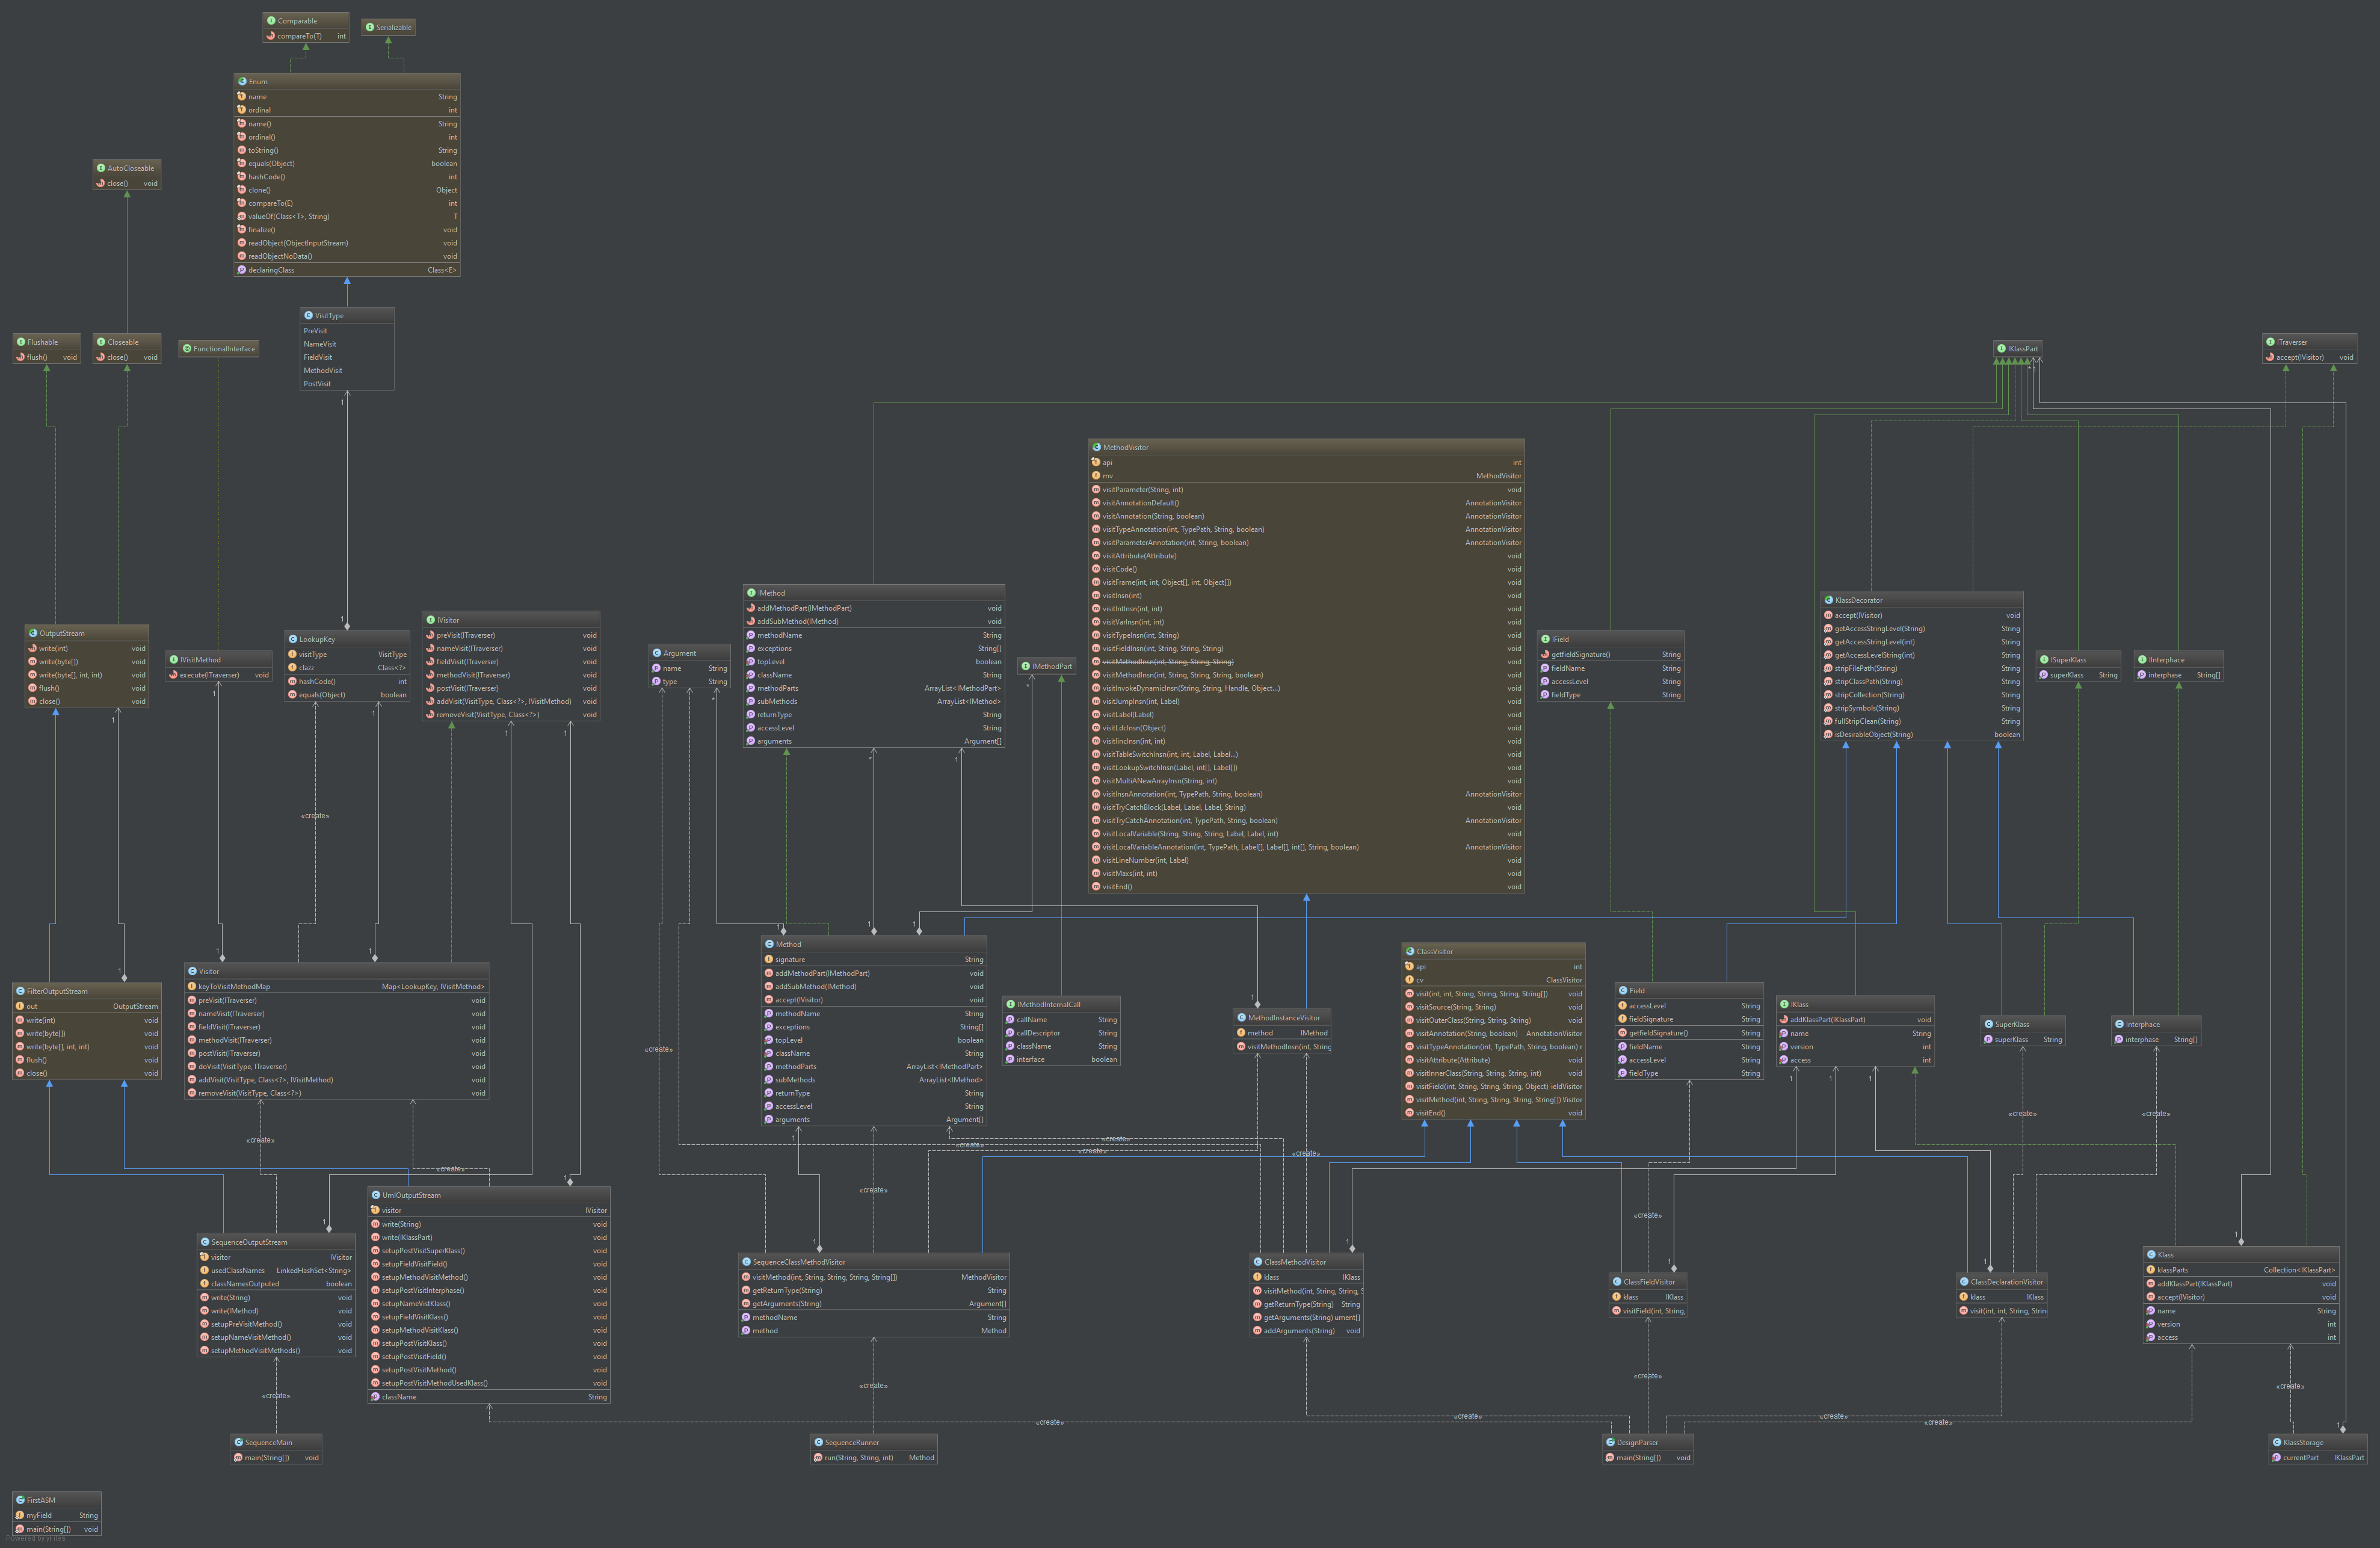 Comparable
compareTo(T) int
Serializable
Enum
name String
ordinal int
name() String
ordinal() int
toString() String
equals(Object) boolean
hashCode() int
clone() Object
compareTo(E) int
valueOf(Class<T>, String) T
finalize() void
readObject(ObjectInputStream) void
readObjectNoData() void
declaringClass Class<E>
AutoCloseable
close() void
VisitType
PreVisit
NameVisit
FieldVisit
MethodVisit
PostVisit
Flushable
flush() void
Closeable
close() void
FunctionalInterface
IKlassPart
ITraverser
accept(IVisitor) void
MethodVisitor
api int
mv MethodVisitor
visitParameter(String, int) void
visitAnnotationDefault() AnnotationVisitor
visitAnnotation(String, boolean) AnnotationVisitor
visitTypeAnnotation(int, TypePath, String, boolean) AnnotationVisitor
visitParameterAnnotation(int, String, boolean) AnnotationVisitor
visitAttribute(Attribute) void
visitCode() void
visitFrame(int, int, Object[], int, Object[]) void
visitInsn(int) void
visitIntInsn(int, int) void
visitVarInsn(int, int) void
visitTypeInsn(int, String) void
visitFieldInsn(int, String, String, String) void
visitMethodInsn(int, String, String, String) void
visitMethodInsn(int, String, String, String, boolean) void
visitInvokeDynamicInsn(String, String, Handle, Object...) void
visitJumpInsn(int, Label) void
visitLabel(Label) void
visitLdcInsn(Object) void
visitIincInsn(int, int) void
visitTableSwitchInsn(int, int, Label, Label...) void
visitLookupSwitchInsn(Label, int[], Label[]) void
visitMultiANewArrayInsn(String, int) void
visitInsnAnnotation(int, TypePath, String, boolean) AnnotationVisitor
visitTryCatchBlock(Label, Label, Label, String) void
visitTryCatchAnnotation(int, TypePath, String, boolean) AnnotationVisitor
visitLocalVariable(String, String, String, Label, Label, int) void
visitLocalVariableAnnotation(int, TypePath, Label[], Label[], int[], String, boolean) AnnotationVisitor
visitLineNumber(int, Label) void
visitMaxs(int, int) void
visitEnd() void
OutputStream
write(int) void
write(byte[]) void
write(byte[], int, int) void
flush() void
close() void
IVisitMethod
execute(ITraverser) void
LookupKey
visitType VisitType
clazz Class<?>
hashCode() int
equals(Object) boolean
IVisitor
preVisit(ITraverser) void
nameVisit(ITraverser) void
fieldVisit(ITraverser) void
methodVisit(ITraverser) void
postVisit(ITraverser) void
addVisit(VisitType, Class<?>, IVisitMethod) void
removeVisit(VisitType, Class<?>) void
Argument
name String
type String
IMethod
addMethodPart(IMethodPart) void
addSubMethod(IMethod) void
methodName String
exceptions String[]
topLevel boolean
className String
methodParts ArrayList<IMethodPart>
subMethods ArrayList<IMethod>
returnType String
accessLevel String
arguments Argument[]
IMethodPart
IField
getfieldSignature() String
fieldName String
accessLevel String
fieldType String
KlassDecorator
accept(IVisitor) void
getAccessStringLevel(String) String
getAccessStringLevel(int) String
getAccessLevelString(int) String
stripFilePath(String) String
stripClassPath(String) String
stripCollection(String) String
stripSymbols(String) String
fullStripClean(String) String
isDesirableObject(String) boolean
ISuperKlass
superKlass String
IInterphace
interphase String[]
«create»
FilterOutputStream
out OutputStream
write(int) void
write(byte[]) void
write(byte[], int, int) void
flush() void
close() void
Visitor
keyToVisitMethodMap Map<LookupKey, IVisitMethod>
preVisit(ITraverser) void
nameVisit(ITraverser) void
fieldVisit(ITraverser) void
methodVisit(ITraverser) void
postVisit(ITraverser) void
doVisit(VisitType, ITraverser) void
addVisit(VisitType, Class<?>, IVisitMethod) void
removeVisit(VisitType, Class<?>) void
Method
signature String
addMethodPart(IMethodPart) void
addSubMethod(IMethod) void
accept(IVisitor) void
methodName String
exceptions String[]
topLevel boolean
className String
methodParts ArrayList<IMethodPart>
subMethods ArrayList<IMethod>
returnType String
accessLevel String
arguments Argument[]
IMethodInternalCall
callName String
callDescriptor String
className String
interface boolean
MethodInstanceVisitor
method IMethod
visitMethodInsn(int, String
ClassVisitor
api int
cv ClassVisitor
visit(int, int, String, String, String, String[]) void
visitSource(String, String) void
visitOuterClass(String, String, String) void
visitAnnotation(String, boolean) AnnotationVisitor
visitTypeAnnotation(int, TypePath, String, boolean) r
visitAttribute(Attribute) void
visitInnerClass(String, String, String, int) void
visitField(int, String, String, String, Object) ieldVisitor
visitMethod(int, String, String, String, String[]) Visitor
visitEnd() void
Field
accessLevel String
fieldSignature String
getfieldSignature() String
fieldName String
accessLevel String
fieldType String
IKlass
addKlassPart(IKlassPart) void
name String
version int
access int
SuperKlass
superKlass String
Interphace
interphase String[]
«create»
«create»
«create»
«create»
«create»
«create»
«create»
«create»
«create»
«create»
«create»
«create»
UmlOutputStream
visitor IVisitor
write(String) void
write(IKlassPart) void
setupPostVisitSuperKlass() void
setupFieldVisitField() void
setupMethodVisitMethod() void
setupPostVisitInterphace() void
setupNameVistKlass() void
setupFieldVisitKlass() void
setupMethodVisitKlass() void
setupPostVisitKlass() void
setupPostVisitField() void
setupPostVisitMethod() void
setupPostVisitMethodUsedKlass() void
className String
SequenceOutputStream
visitor IVisitor
usedClassNames LinkedHashSet<String>
classNamesOutputed boolean
write(String) void
write(IMethod) void
setupPreVisitMethod() void
setupNameVisitMethod() void
setupMethodVisitMethods() void
SequenceClassMethodVisitor
visitMethod(int, String, String, String, String[]) MethodVisitor
getReturnType(String) String
getArguments(String) Argument[]
methodName String
method Method
ClassMethodVisitor
klass IKlass
visitMethod(int, String, String, S
getReturnType(String) String
getArguments(String) ument[]
addArguments(String) void
ClassFieldVisitor
klass IKlass
visitField(int, String,
ClassDeclarationVisitor
klass IKlass
visit(int, int, String, Strin
Klass
klassParts Collection<IKlassPart>
addKlassPart(IKlassPart) void
accept(IVisitor) void
name String
version int
access int
«create»
«create»
«create»
«create»
«create»
«create»
«create»
«create»
SequenceMain
main(String[]) void
SequenceRunner
run(String, String, int) Method
DesignParser
main(String[]) void
KlassStorage
currentPart IKlassPart
FirstASM
myField String
main(String[]) void
Powered by yFiles